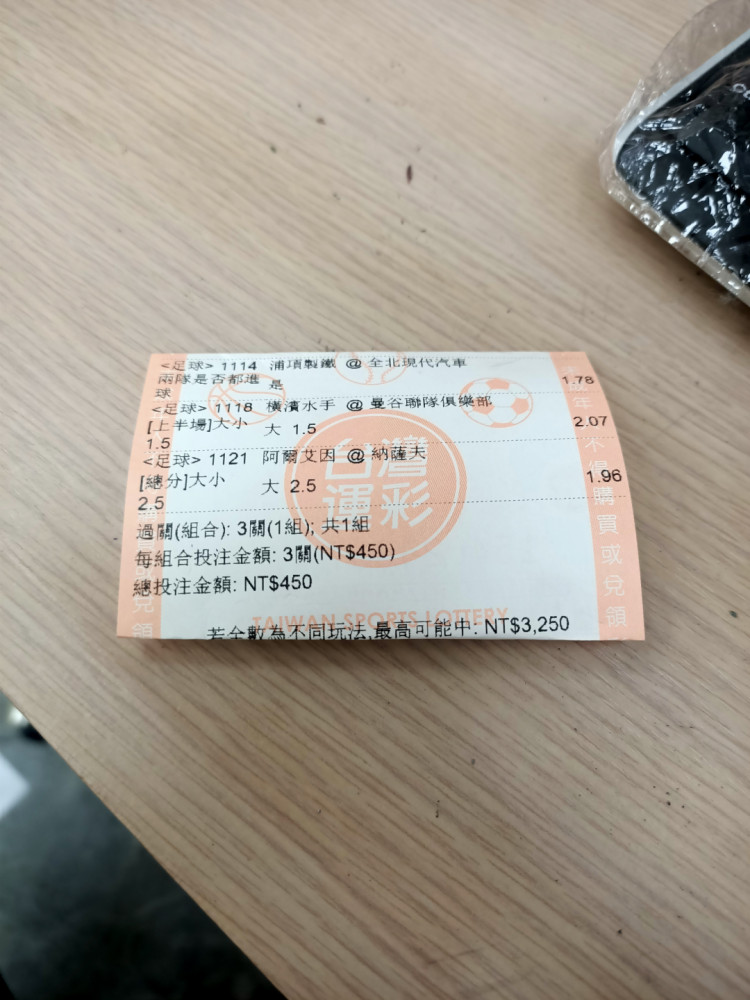 <足球> 1114 浦項製鐵 @ 全北現代汽車
兩隊是否都進球 是 1.78
<足球> 1118 橫濱水手 @ 曼谷聯隊俱樂部
[上半場]大小 大 1.5 2.07
1.5
<足球> 1121 阿爾艾因 @ 納薩夫
[總分]大小 大 2.5 1.96
2.5
過關(組合): 3關(1組); 共1組
每組合投注金額: 3關(NT$450)
總投注金額: NT$450
若全數為不同玩法,最高可能中: NT$3,250
台灣
運彩
TAIWAN SPORTS LOTTERY
年
不得購買或兌領
或兌領